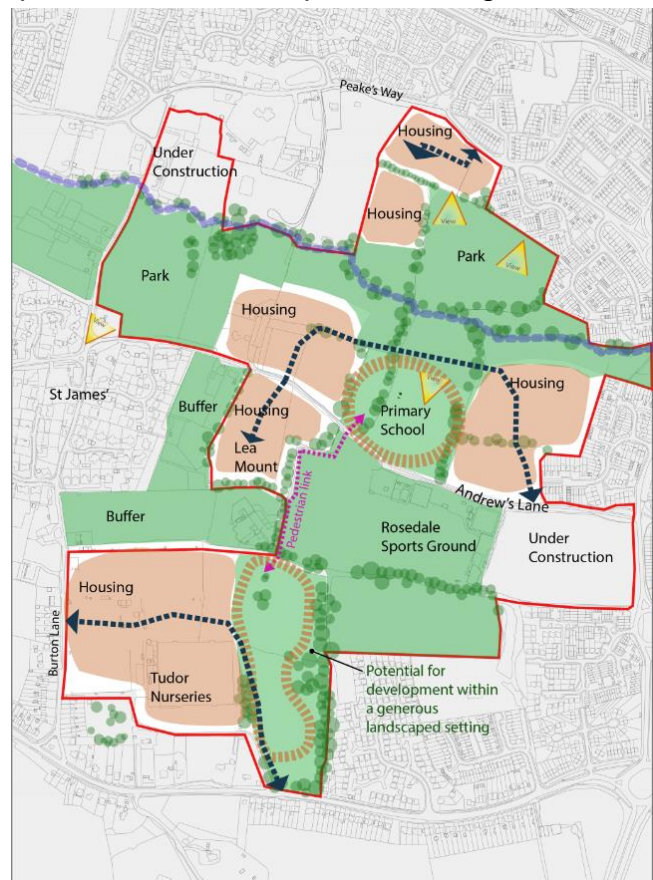 Peake's Way
Housing
Under
Construction
Housing
View
Park
View
Park
View
Housing
Housing
St James'
View
Buffer
Housing
Primary
School
Lea
Mount
Andrew's Lane
Pedestrian link
Buffer
Rosedale
Sports Ground
Under
Construction
Housing
Burton Lane
Tudor
Nurseries
Potential for
development within
a generous
landscaped setting